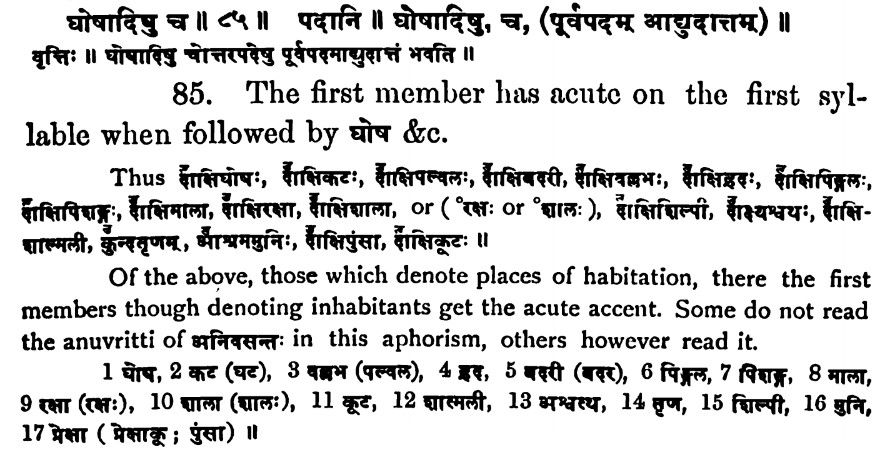 घोषादिषु च ॥ ८५ ॥ पदानि ॥ घोषादिषु, च, (पूर्वपदम् आद्युदात्तम्) ॥
वृत्तिः ॥ घोषादिषु चोत्तरपदेषु पूर्वपदमाद्युदात्तं भवति ॥
85. The first member has acute on the first syl-
lable when followed by घोष &c.
Thus दा꣡क्षिघोषः, दा꣡क्षिकटः, दा꣡क्षिपल्वलः, दा꣡क्षिबदरी, दा꣡क्षिवल्लभः, दा꣡क्षिह्रदः, दा꣡क्षिपिङ्गलः,
दा꣡क्षिपिशङ्गः, दा꣡क्षिमाला, दा꣡क्षिरक्षा, दा꣡क्षिशाला, or (°रक्षः or °शालः), दा꣡क्षिशिल्पी, दा꣡क्ष्यश्वत्थः, दा꣡क्षि-
शाल्मली, कु꣡न्दतृणम्, आ꣡श्रममुनिः, दा꣡क्षिपुंसा, दा꣡क्षिकूटः ॥
Of the above, those which denote places of habitation, there the first
members though denoting inhabitants get the acute accent. Some do not read
the anuvritti of अनिवसन्तः in this aphorism, others however read it.
1 घोष, 2 कट (घट), 3 वल्लभ (पल्वल), 4 ह्रद, 5 बदरी (बदर), 6 पिङ्गल, 7 पिशङ्ग, 8 माला,
9 रक्षा (रक्षः), 10 शाला (शालः), 11 कूट, 12 शाल्मली, 13 अश्वत्थ, 14 तृण, 15 शिल्पी, 16 मुनि,
17 प्रेक्षा (प्रेक्षाकू; पुंसा) ॥